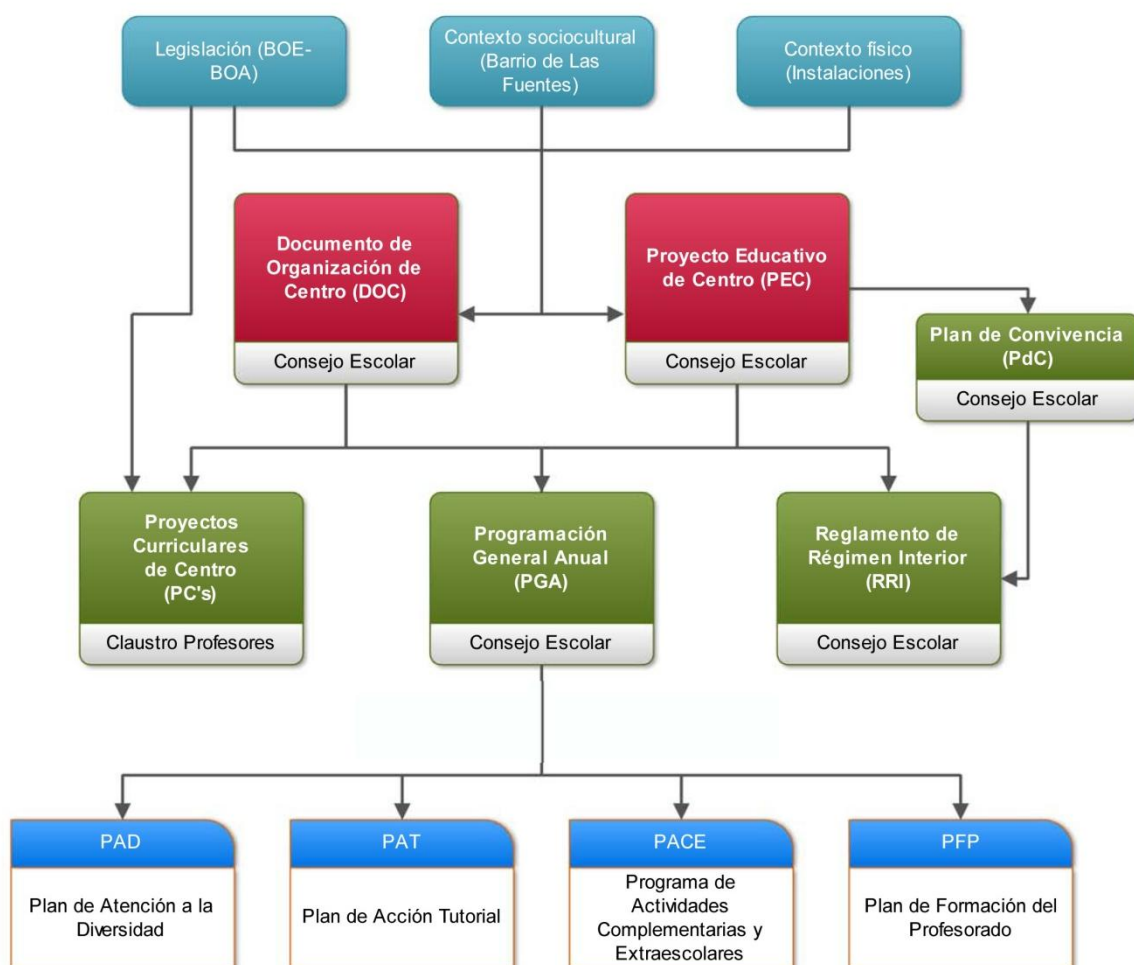 Legislación (BOE-
BOA)
Contexto sociocultural
(Barrio de Las
Fuentes)
Contexto físico
(Instalaciones)
Documento de
Organización de
Centro (DOC)
Consejo Escolar
Proyecto Educativo
de Centro (PEC)
Consejo Escolar
Plan de Convivencia
(PdC)
Consejo Escolar
Proyectos
Curriculares
de Centro
(PC's)
Claustro Profesores
Programación
General Anual
(PGA)
Consejo Escolar
Reglamento de
Régimen Interior
(RRI)
Consejo Escolar
PAD
Plan de Atención a la
Diversidad
PAT
Plan de Acción Tutorial
PACE
Programa de
Actividades
Complementarias y
Extraescolares
PFP
Plan de Formación del
Profesorado